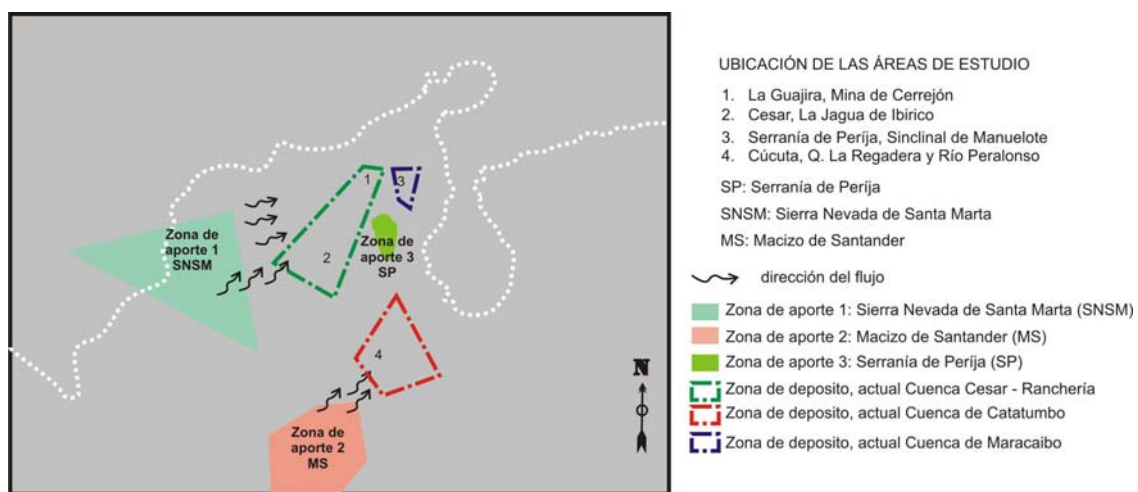 1
3
Zona de
aporte 1
SNSM
2
Zona de
aporte 3
SP
4
Zona de
aporte 2
MS
N
UBICACIÓN DE LAS ÁREAS DE ESTUDIO
1. La Guajira, Mina de Cerrejón
2. Cesar, La Jagua de Ibirico
3. Serranía de Períja, Sinclinal de Manuelote
4. Cúcuta, Q. La Regadera y Río Peralonso
SP: Serranía de Períja
SNSM: Sierra Nevada de Santa Marta
MS: Macizo de Santander
dirección del flujo
Zona de aporte 1: Sierra Nevada de Santa Marta (SNSM)
Zona de aporte 2: Macizo de Santander (MS)
Zona de aporte 3: Serranía de Períja (SP)
Zona de deposito, actual Cuenca Cesar - Ranchería
Zona de deposito, actual Cuenca de Catatumbo
Zona de deposito, actual Cuenca de Maracaibo